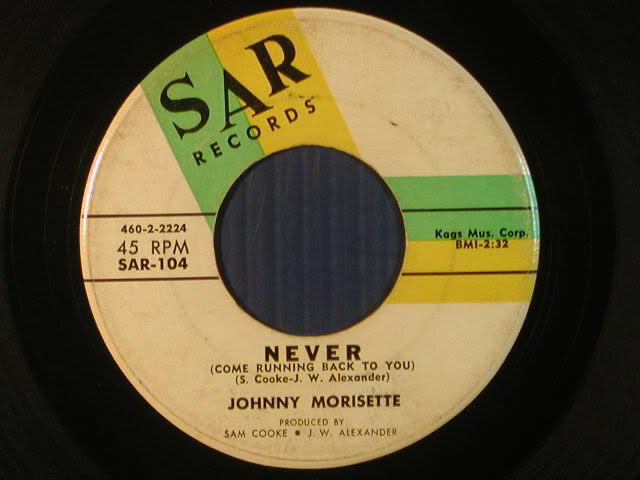 SAR
RECORDS
460-2-2224
45 RPM
SAR-104
Kags Mus. Corp.
BMI-2:32
NEVER
(COME RUNNING BACK TO YOU)
(S. Cooke-J. W. Alexander)
JOHNNY MORISETTE
PRODUCED BY
SAM COOKE • J. W. ALEXANDER